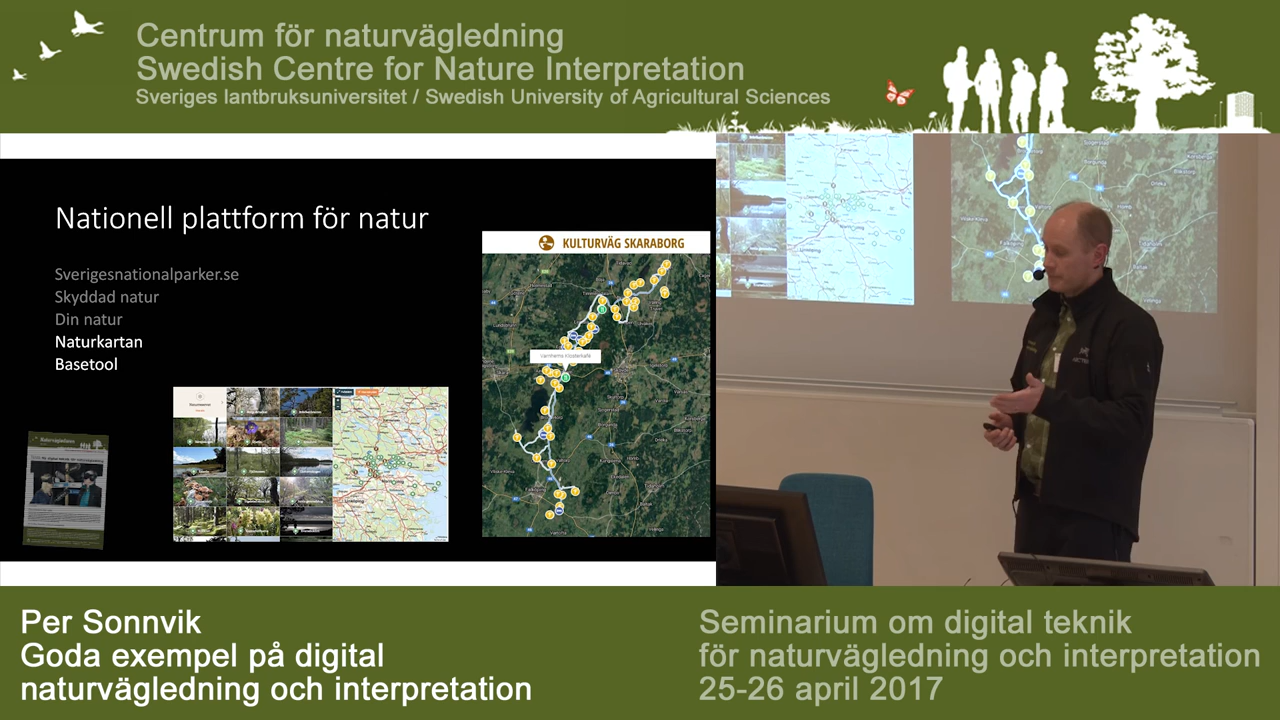 Centrum för naturvägledning
Swedish Centre for Nature Interpretation
Sveriges lantbruksuniversitet / Swedish University of Agricultural Sciences
Nationell plattform för natur
Sverigesnationalparker.se
Skyddad natur
Din natur
Naturkartan
Basetool
KULTURVÄG SKARABORG
Varnhems Klosterkafé
Per Sonnvik
Goda exempel på digital
naturvägledning och interpretation
Seminarium om digital teknik
för naturvägledning och interpretation
25-26 april 2017